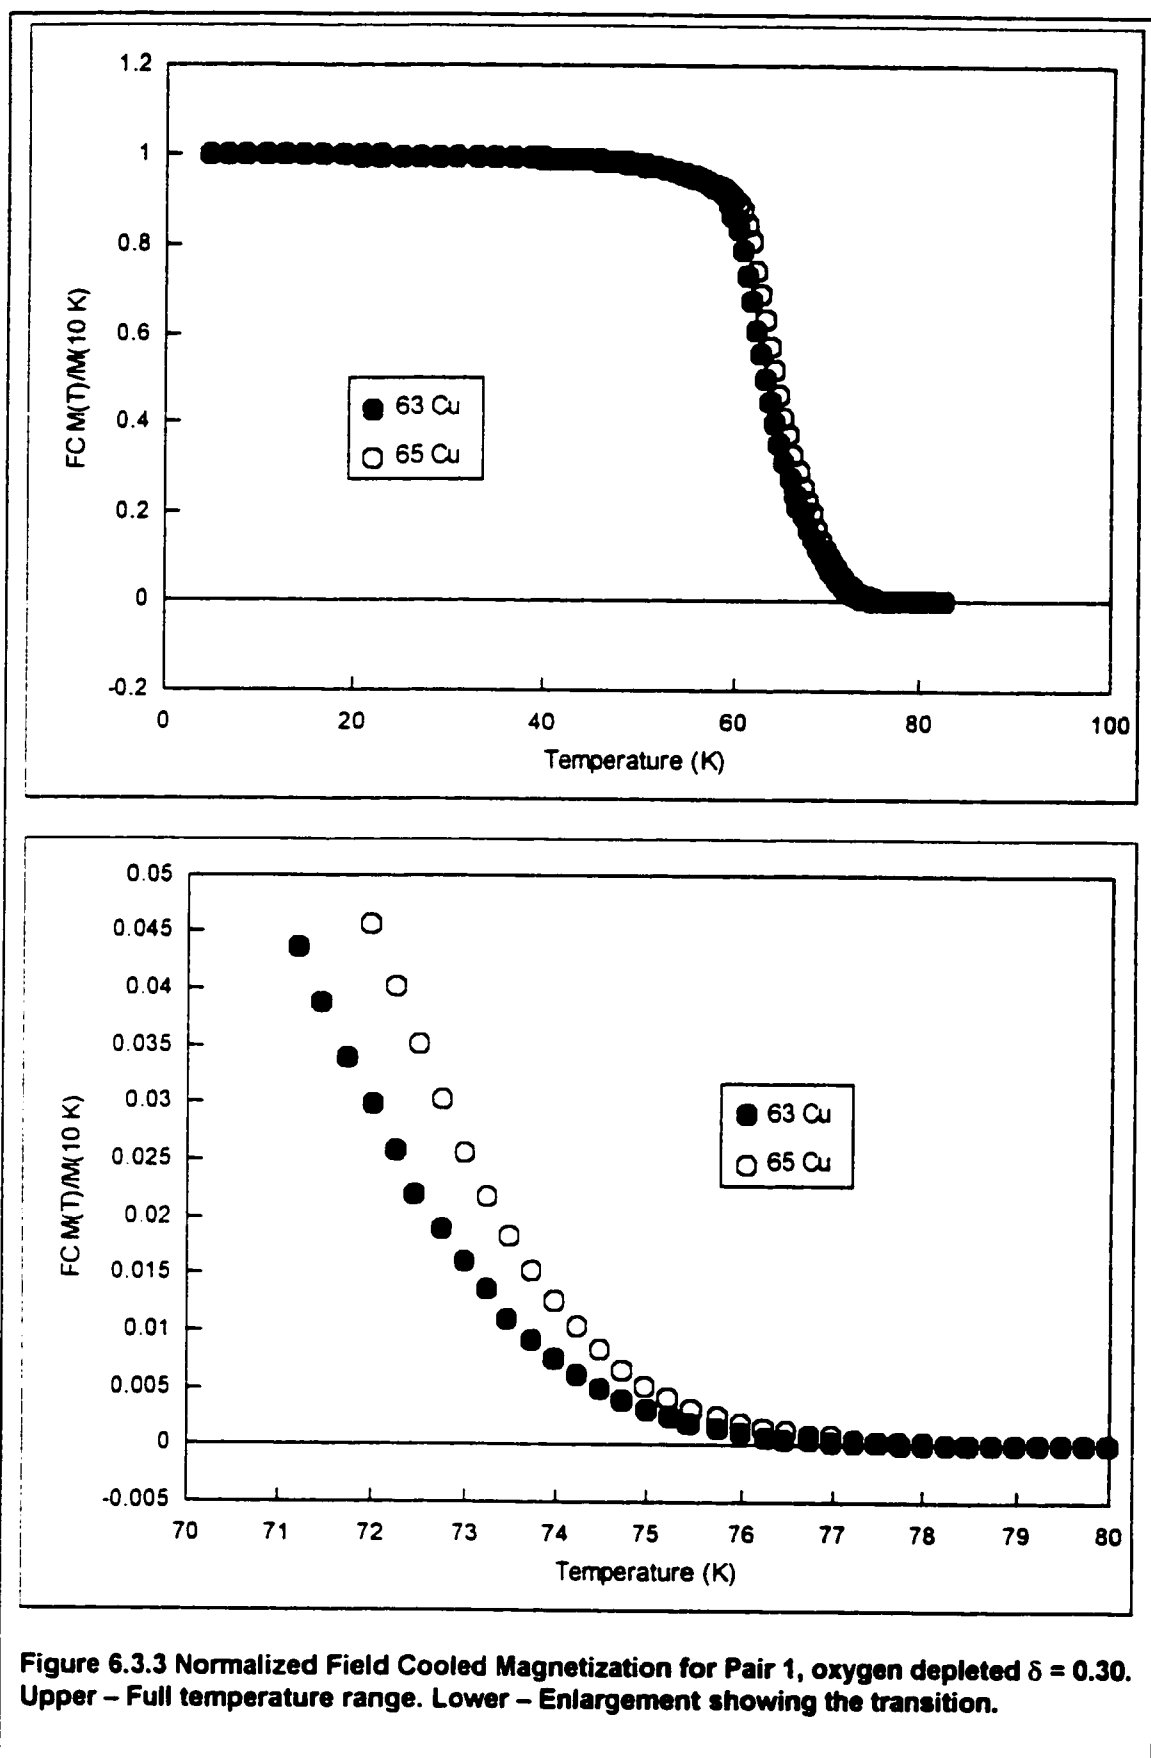 1.2
1
0.8
0.6
0.4
0.2
0
-0.2
FC M(T)/M(10 K)
63 Cu
65 Cu
0 20 40 60 80 100
Temperature (K)
0.05
0.045
0.04
0.035
0.03
0.025
0.02
0.015
0.01
0.005
0
-0.005
FC M(T)/M(10 K)
63 Cu
65 Cu
70 71 72 73 74 75 76 77 78 79 80
Temperature (K)
Figure 6.3.3 Normalized Field Cooled Magnetization for Pair 1, oxygen depleted δ = 0.30.
Upper – Full temperature range. Lower – Enlargement showing the transition.